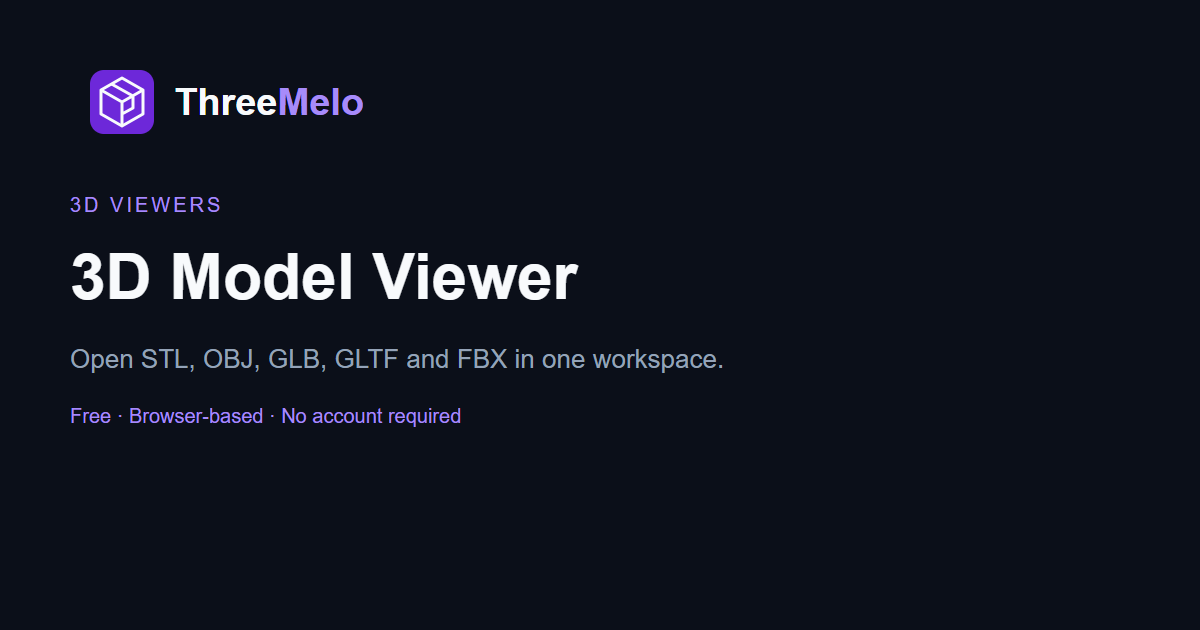 ThreeMelo
3D VIEWERS
3D Model Viewer
Open STL, OBJ, GLB, GLTF and FBX in one workspace.
Free · Browser-based · No account required